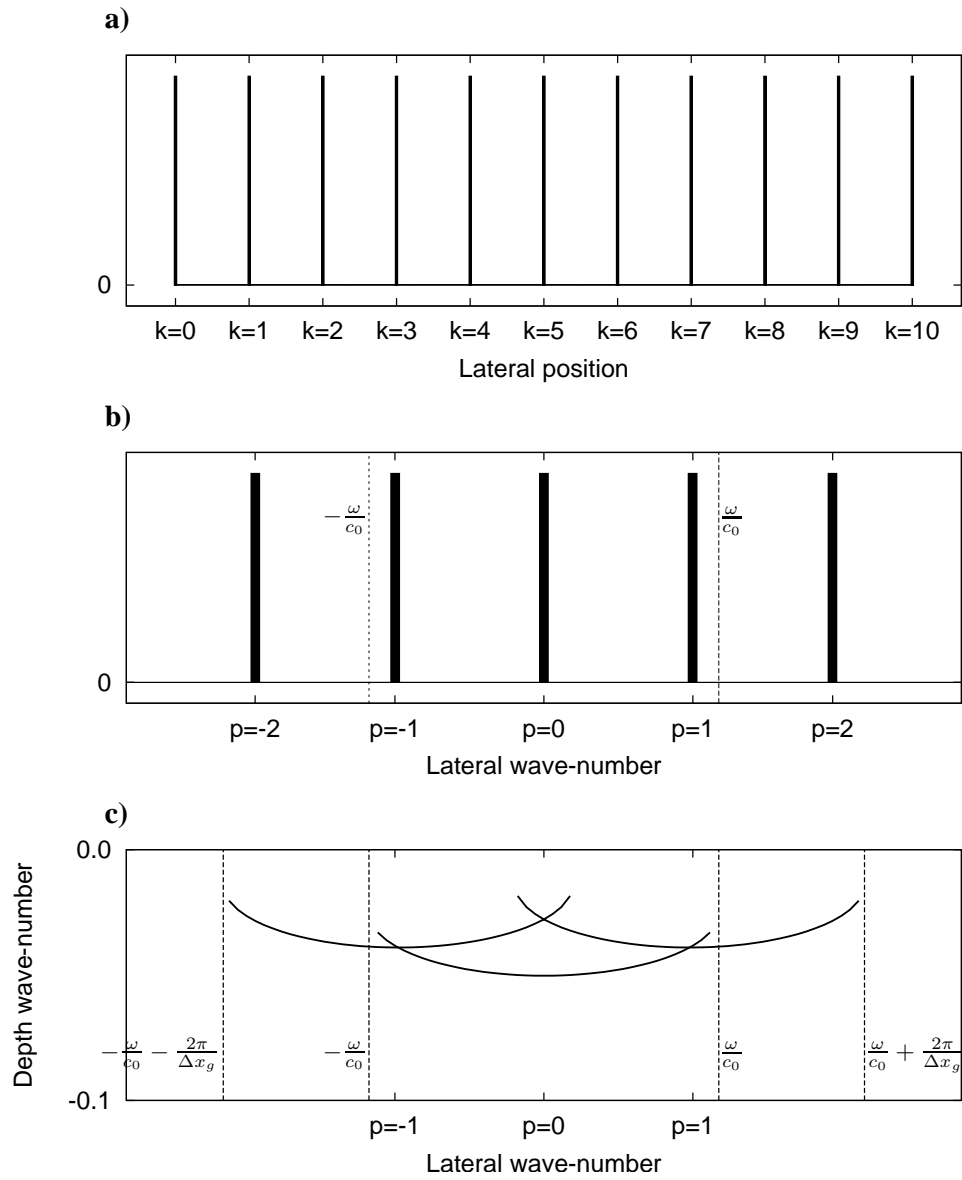 a)
0
k=0 k=1 k=2 k=3 k=4 k=5 k=6 k=7 k=8 k=9 k=10
Lateral position
b)
−ω/c₀ ω/c₀
0
p=-2 p=-1 p=0 p=1 p=2
Lateral wave-number
c)
0.0
Depth wave-number
−ω/c₀ − 2π/Δx_g −ω/c₀ ω/c₀ ω/c₀ + 2π/Δx_g
-0.1
p=-1 p=0 p=1
Lateral wave-number